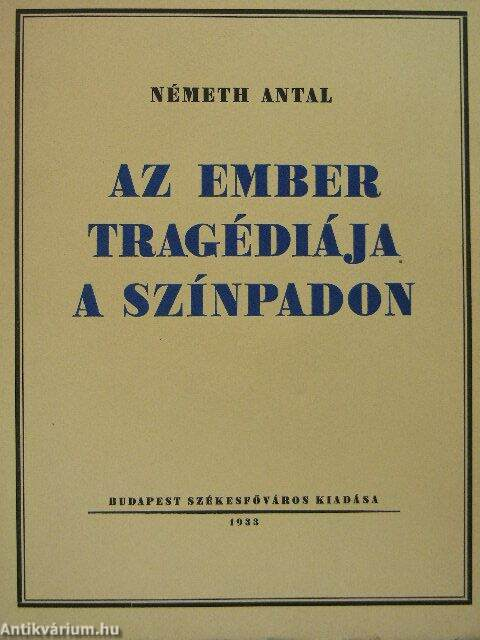 NÉMETH ANTAL
AZ EMBER
TRAGÉDIÁJA
A SZÍNPADON
BUDAPEST SZÉKESFŐVÁROS KIADÁSA
1933
Antikvárium.hu